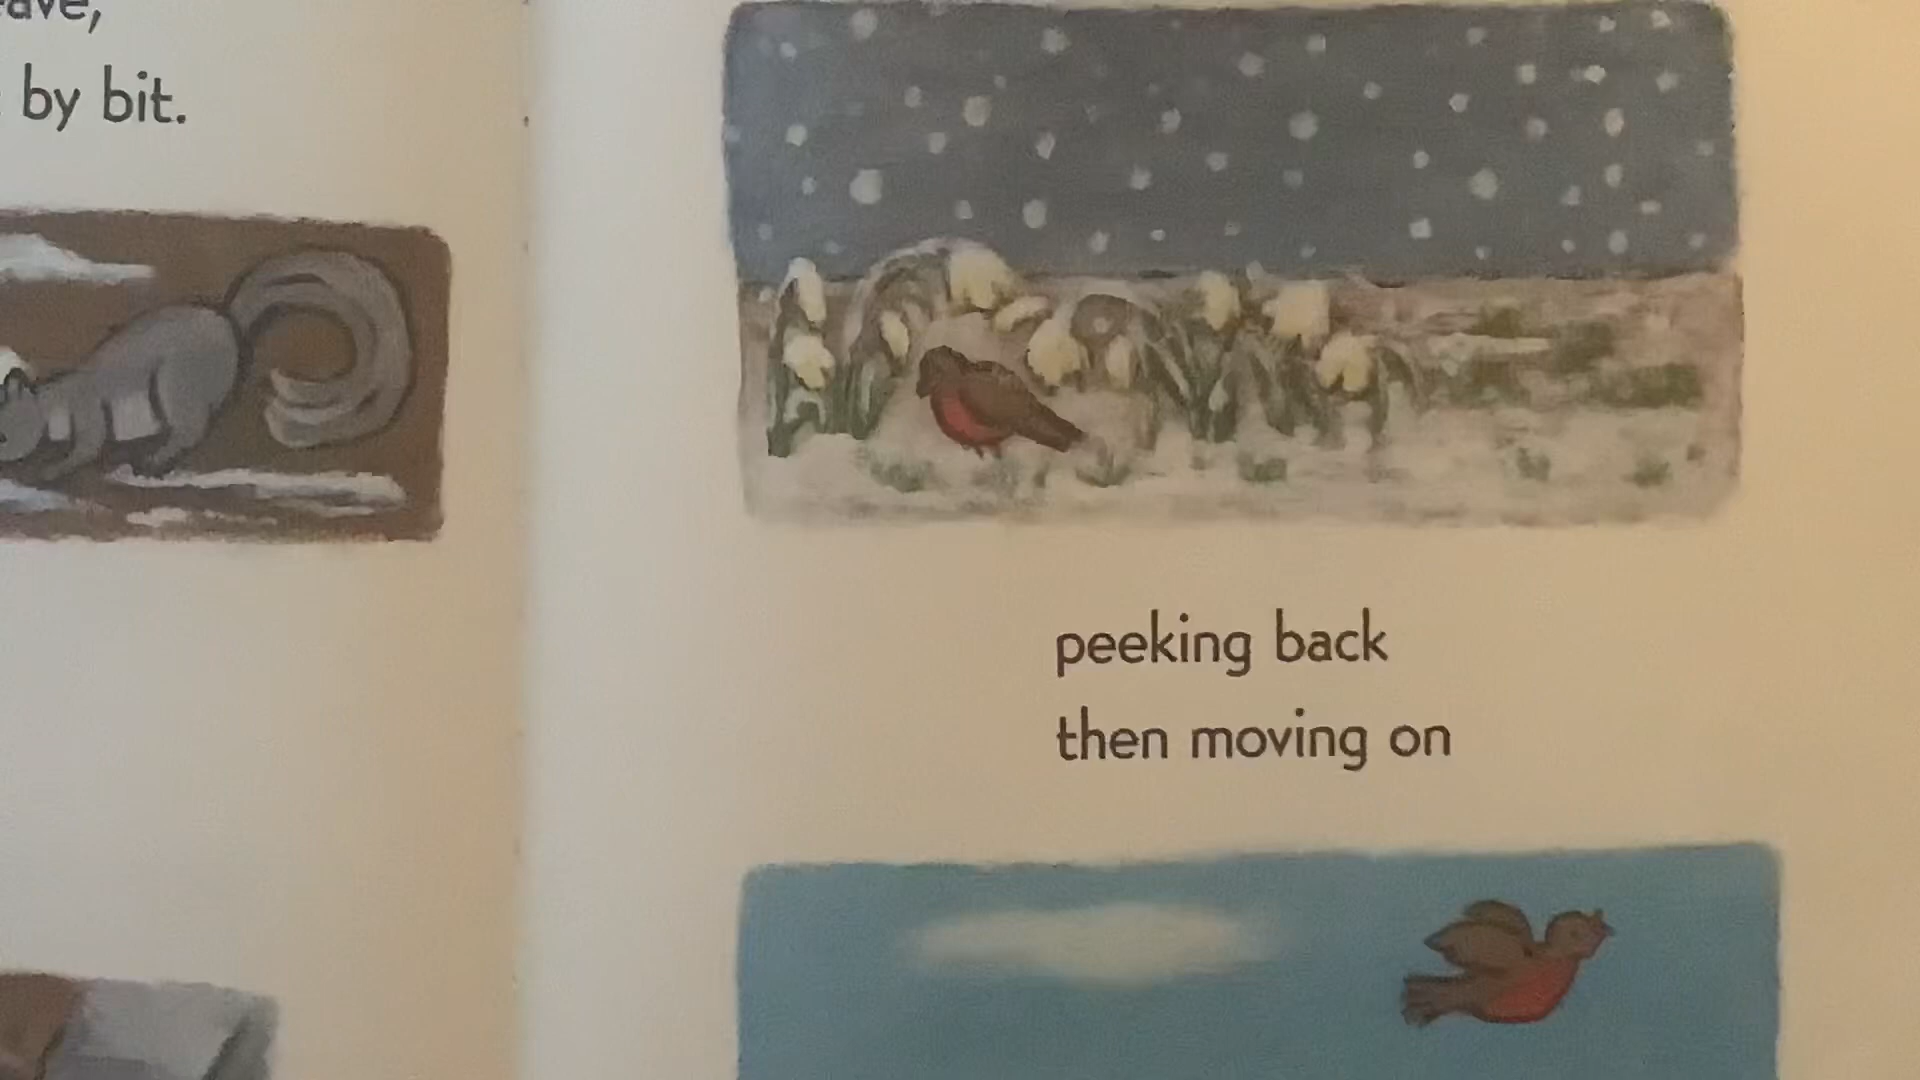 by bit.
peeking back
then moving on